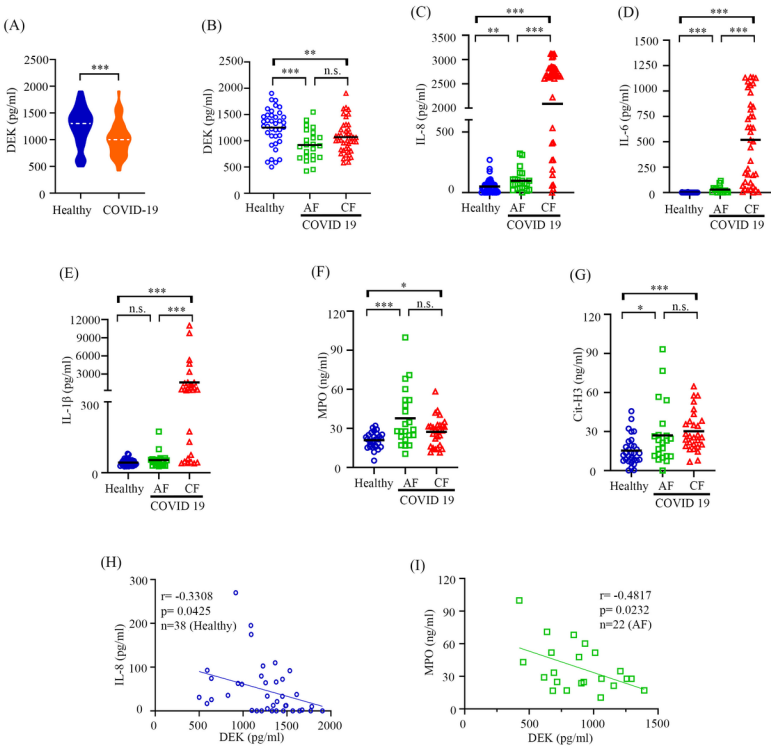 (A)
***
DEK (pg/ml)
2500
2000
1500
1000
500
0
Healthy COVID-19
(B)
**
*** n.s.
DEK (pg/ml)
2500
2000
1500
1000
500
0
Healthy AF CF
COVID 19
(C)
***
** ***
IL-8 (pg/ml)
3500
3000
2500
2000
500
0
Healthy AF CF
COVID 19
(D)
***
*** ***
IL-6 (pg/ml)
1500
1250
1000
750
500
250
0
Healthy AF CF
COVID 19
(E)
***
n.s. ***
IL-1β (pg/ml)
12000
9000
6000
3000
300
0
Healthy AF CF
COVID 19
(F)
*
*** n.s.
MPO (ng/ml)
120
90
60
30
0
Healthy AF CF
COVID 19
(G)
***
* n.s.
Cit-H3 (ng/ml)
120
90
60
30
0
Healthy AF CF
COVID 19
(H)
r= -0.3308
p= 0.0425
n=38 (Healthy)
IL-8 (pg/ml)
300
200
100
0
0 500 1000 1500 2000
DEK (pg/ml)
(I)
r= -0.4817
p= 0.0232
n=22 (AF)
MPO (ng/ml)
120
90
60
30
0
0 500 1000 1500
DEK (pg/ml)